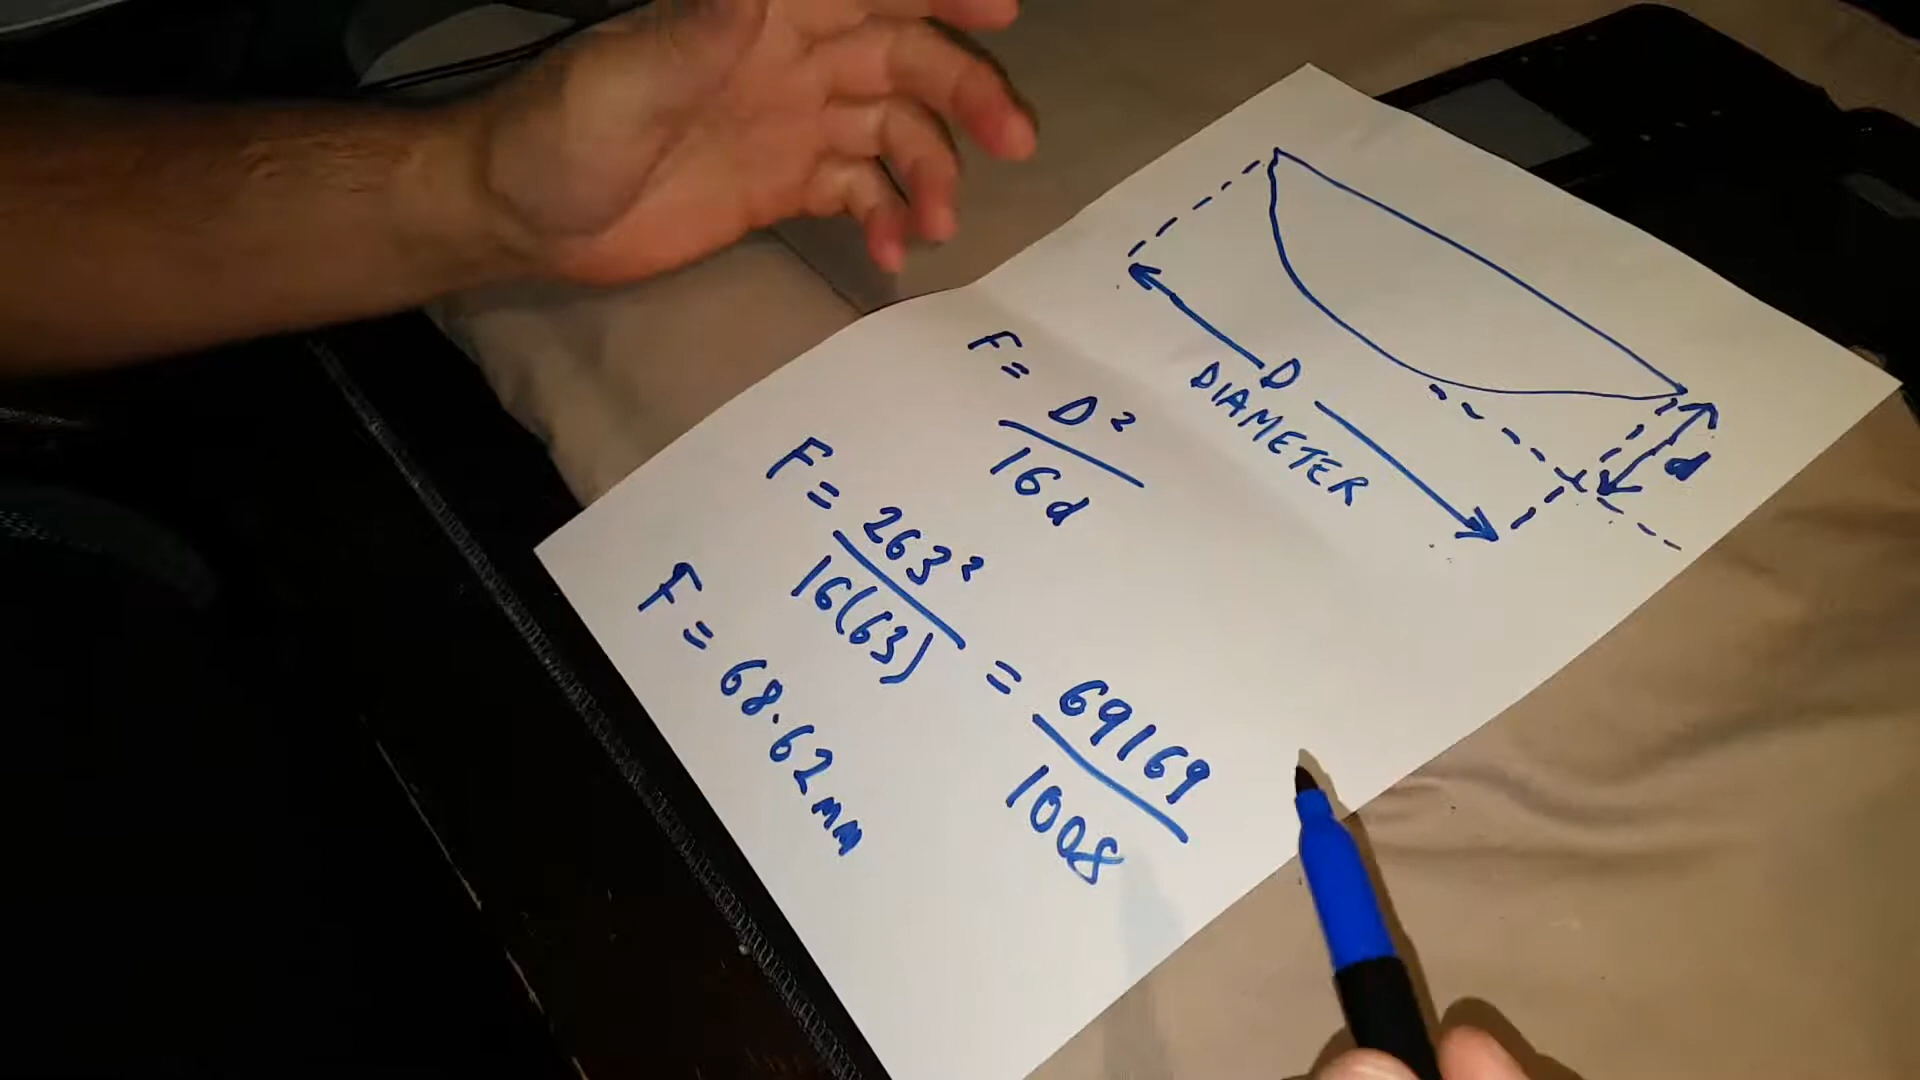 D
DIAMETER
d
F = D²
16d
F = 263²
16(63)
= 69169
1008
F = 68.62mm